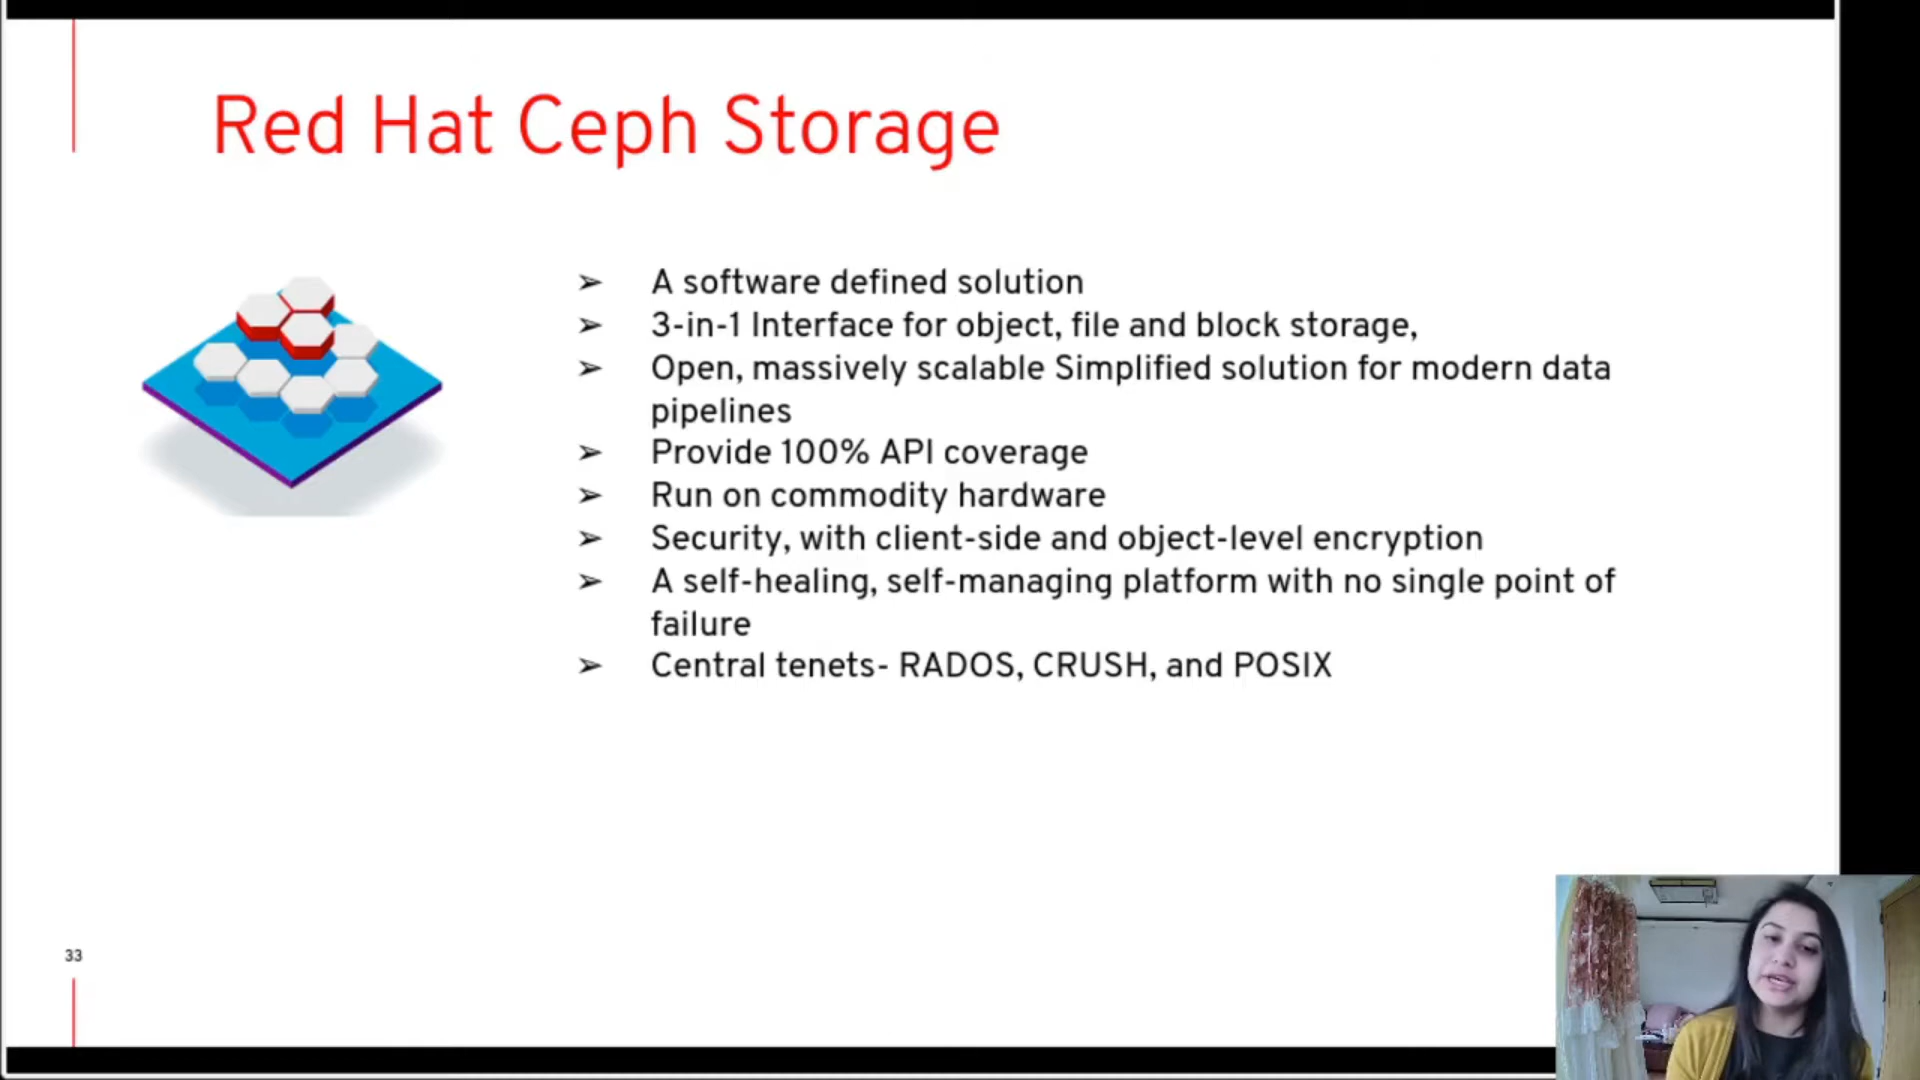 Red Hat Ceph Storage
➢ A software defined solution
➢ 3-in-1 Interface for object, file and block storage,
➢ Open, massively scalable Simplified solution for modern data
pipelines
➢ Provide 100% API coverage
➢ Run on commodity hardware
➢ Security, with client-side and object-level encryption
➢ A self-healing, self-managing platform with no single point of
failure
➢ Central tenets- RADOS, CRUSH, and POSIX
33